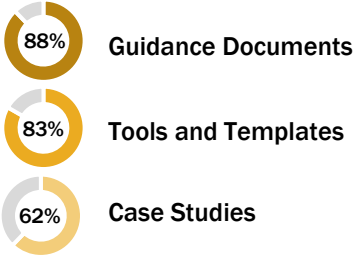 88% Guidance Documents
83% Tools and Templates
62% Case Studies